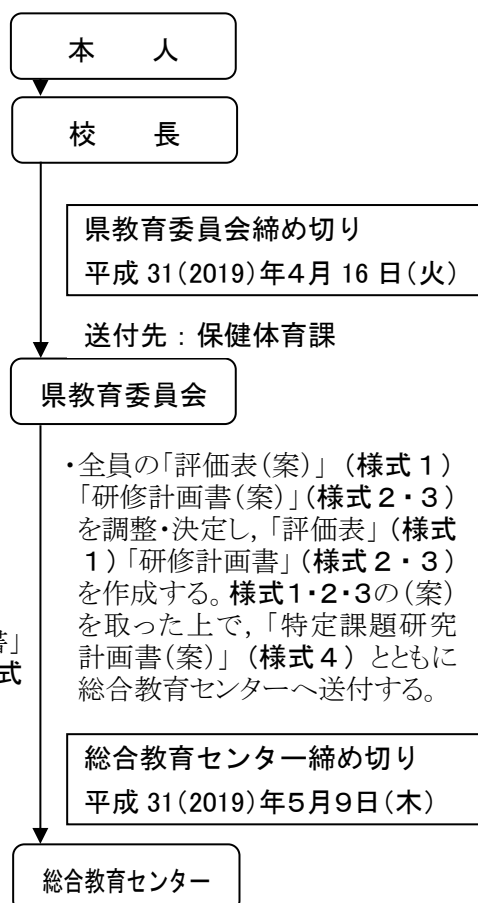 本　　人
校　　長
県教育委員会締め切り
平成 31(2019)年４月 16 日(火)
送付先：保健体育課
県教育委員会
・全員の「評価表(案)」(様式１)
「研修計画書(案)」(様式２・３)
を調整・決定し,「評価表」(様式
１)「研修計画書」(様式２・３)
を作成する。様式１・２・３の(案)
を取った上で,「特定課題研究
計画書(案)」(様式４) とともに
総合教育センターへ送付する。
書」
式
総合教育センター締め切り
平成 31(2019)年５月９日(木)
総合教育センター